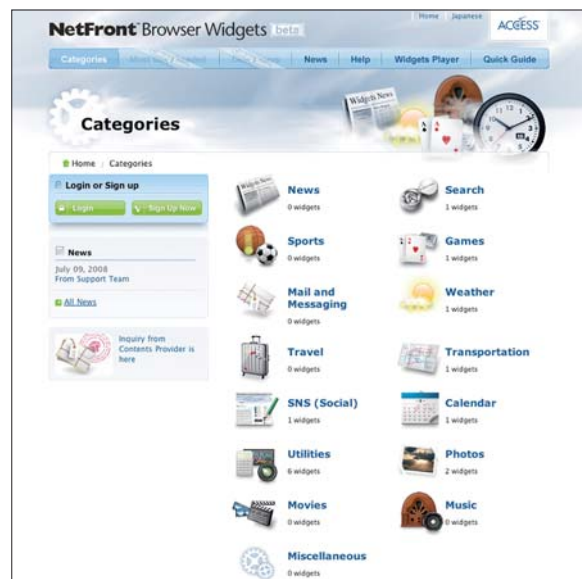 Home Japanese
NetFront Browser Widgets beta
ACCESS
Categories
News Help Widgets Player Quick Guide
Widgets News
Categories
Home / Categories
Login or Sign up
Login Sign Up Now
News
July 09, 2008
From Support Team
All News
Inquiry from
Contents Provider is
here
News
0 widgets
Search
1 widgets
Sports
0 widgets
Games
1 widgets
Mail and
Messaging
0 widgets
Weather
1 widgets
Travel
0 widgets
Transportation
1 widgets
SNS (Social)
1 widgets
Calendar
1 widgets
Utilities
6 widgets
Photos
2 widgets
Movies
0 widgets
Music
0 widgets
Miscellaneous
0 widgets